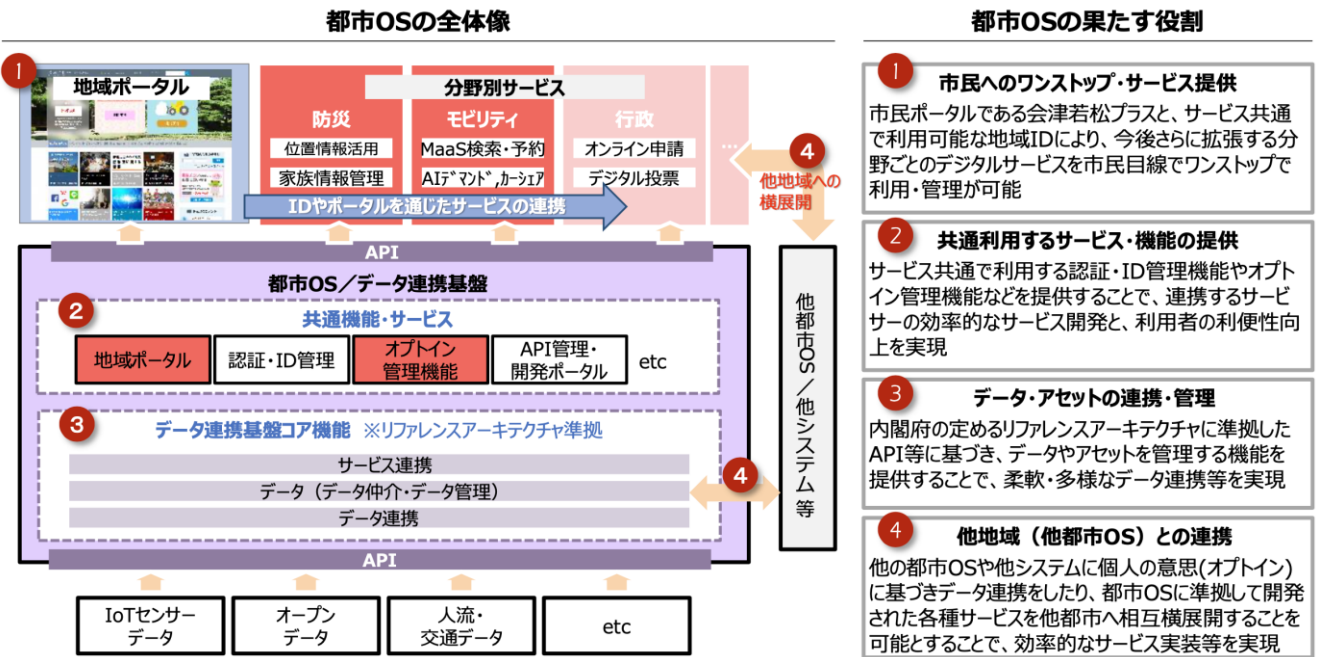 都市OSの全体像
1
地域ポータル
分野別サービス
防災
位置情報活用
家族情報管理
モビリティ
MaaS検索・予約
AIデマンド,カーシェア
行政
オンライン申請
デジタル投票
…
IDやポータルを通じたサービスの連携
4
他地域への
横展開
API
都市OS／データ連携基盤
2
共通機能・サービス
地域ポータル
認証・ID管理
オプトイン
管理機能
API管理・
開発ポータル
etc
3
データ連携基盤コア機能 ※リファレンスアーキテクチャ準拠
サービス連携
データ（データ仲介・データ管理）
データ連携
4
他都市OS／他システム等
API
IoTセンサー
データ
オープン
データ
人流・
交通データ
etc
都市OSの果たす役割
1
市民へのワンストップ・サービス提供
市民ポータルである会津若松プラスと、サービス共通
で利用可能な地域IDにより、今後さらに拡張する分
野ごとのデジタルサービスを市民目線でワンストップで
利用・管理が可能
2
共通利用するサービス・機能の提供
サービス共通で利用する認証・ID管理機能やオプト
イン管理機能などを提供することで、連携するサービ
サーの効率的なサービス開発と、利用者の利便性向
上を実現
3
データ・アセットの連携・管理
内閣府の定めるリファレンスアーキテクチャに準拠した
API等に基づき、データやアセットを管理する機能を
提供することで、柔軟・多様なデータ連携等を実現
4
他地域（他都市OS）との連携
他の都市OSや他システムに個人の意思(オプトイン)
に基づきデータ連携をしたり、都市OSに準拠して開発
された各種サービスを他都市へ相互横展開することを
可能とすることで、効率的なサービス実装等を実現